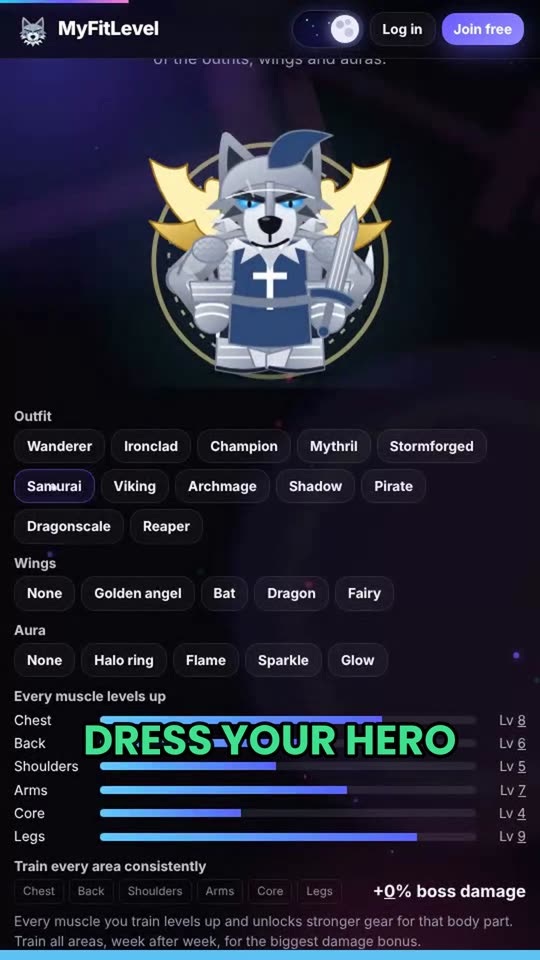 MyFitLevel
Log in
Join free
of the outfits, wings and auras.
Outfit
Wanderer Ironclad Champion Mythril Stormforged
Samurai Viking Archmage Shadow Pirate
Dragonscale Reaper
Wings
None Golden angel Bat Dragon Fairy
Aura
None Halo ring Flame Sparkle Glow
Every muscle levels up
Chest Lv 8
DRESS YOUR HERO
Back Lv 6
Shoulders Lv 5
Arms Lv 7
Core Lv 4
Legs Lv 9
Train every area consistently
Chest Back Shoulders Arms Core Legs +0% boss damage
Every muscle you train levels up and unlocks stronger gear for that body part.
Train all areas, week after week, for the biggest damage bonus.